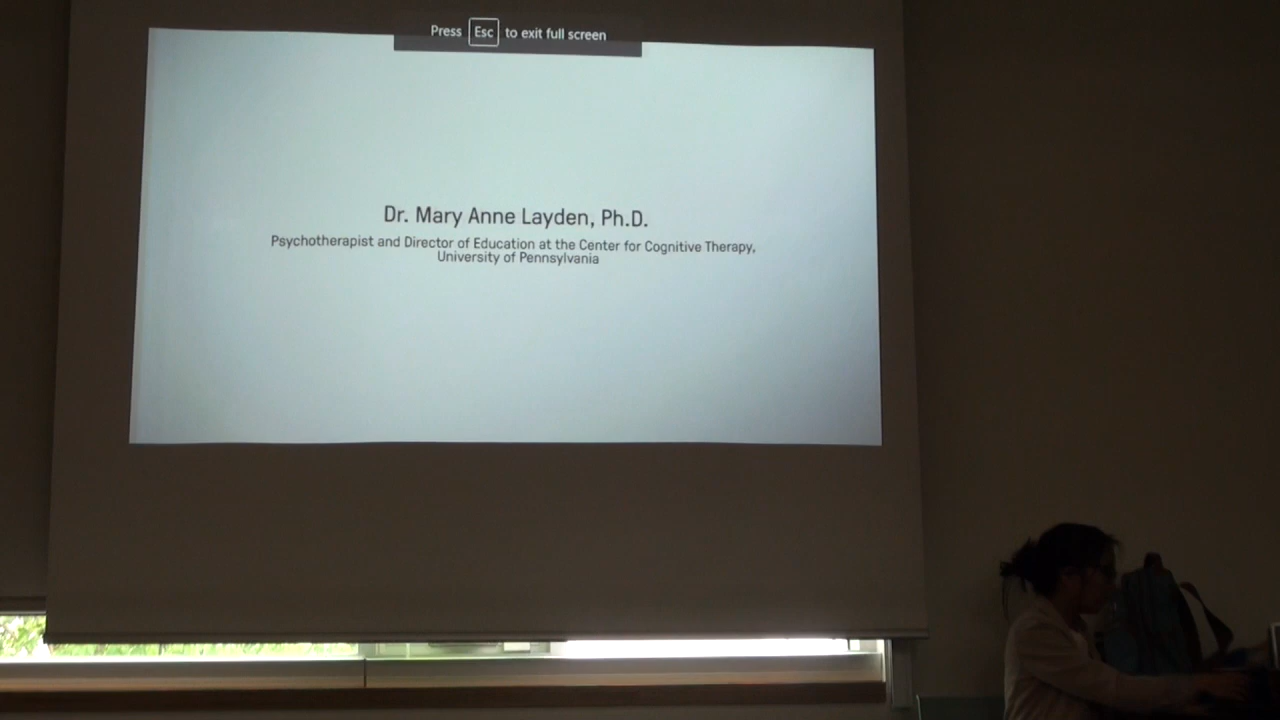 Press Esc to exit full screen
Dr. Mary Anne Layden, Ph.D.
Psychotherapist and Director of Education at the Center for Cognitive Therapy,
University of Pennsylvania